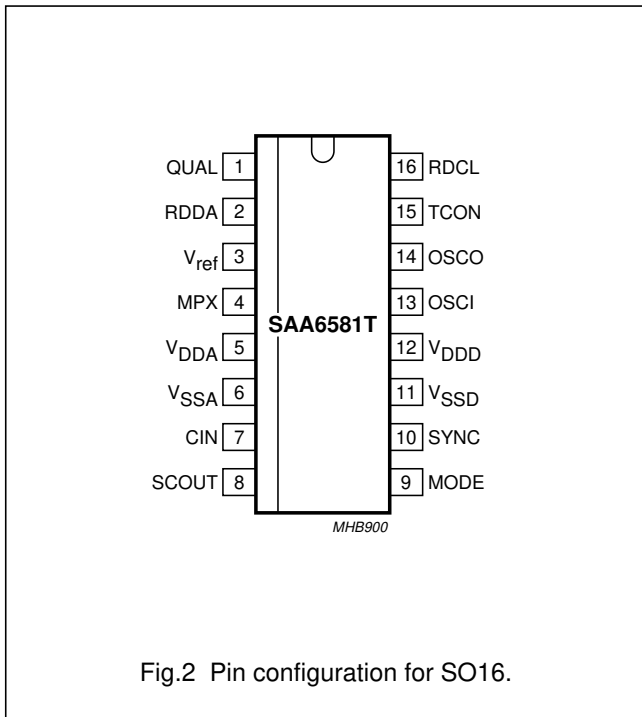 QUAL 1 16 RDCL
RDDA 2 15 TCON
Vref 3 14 OSCO
MPX 4 13 OSCI
SAA6581T
VDDA 5 12 VDDD
VSSA 6 11 VSSD
CIN 7 10 SYNC
SCOUT 8 9 MODE
MHB900
Fig.2 Pin configuration for SO16.